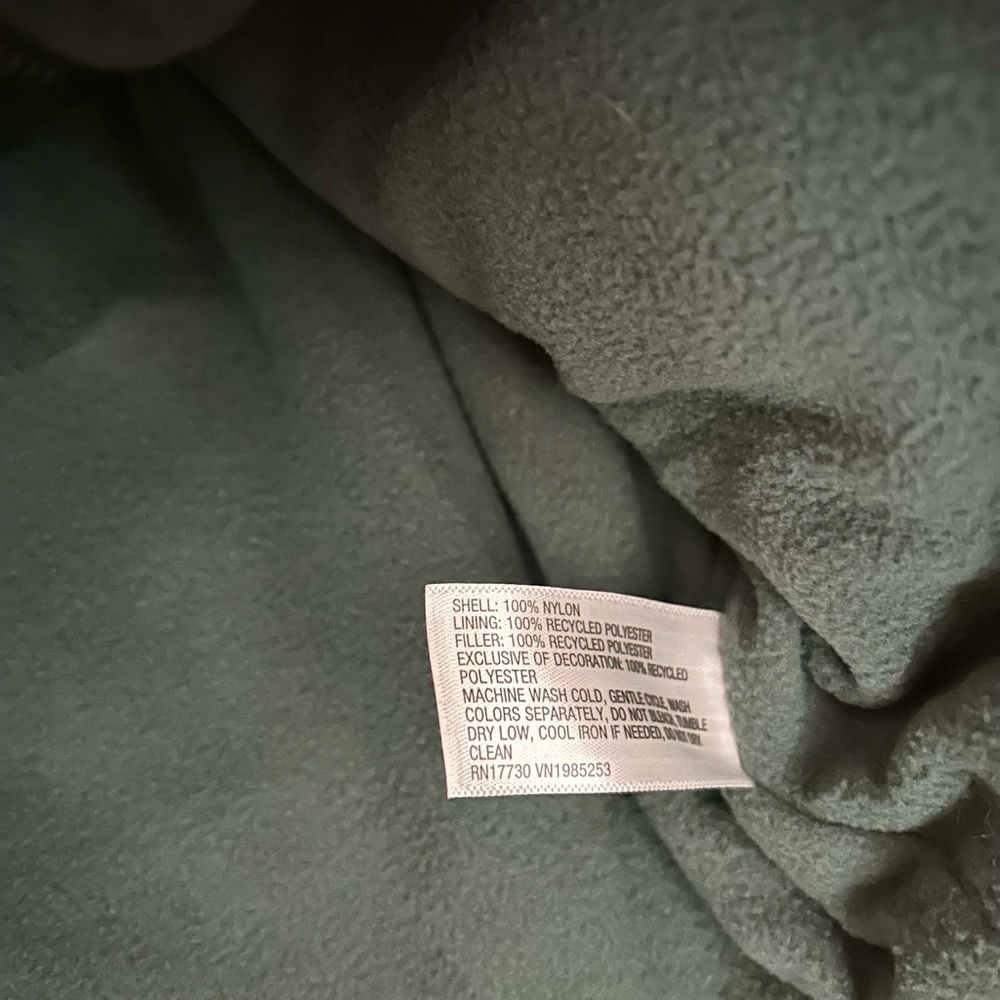 SHELL: 100% NYLON
LINING: 100% RECYCLED POLYESTER
FILLER: 100% RECYCLED POLYESTER
EXCLUSIVE OF DECORATION: 100% RECYCLED
POLYESTER
MACHINE WASH COLD, GENTLE CYCLE, WASH
COLORS SEPARATELY, DO NOT BLEACH, TUMBLE
DRY LOW, COOL IRON IF NEEDED, DO NOT DRY
CLEAN
RN17730 VN1985253